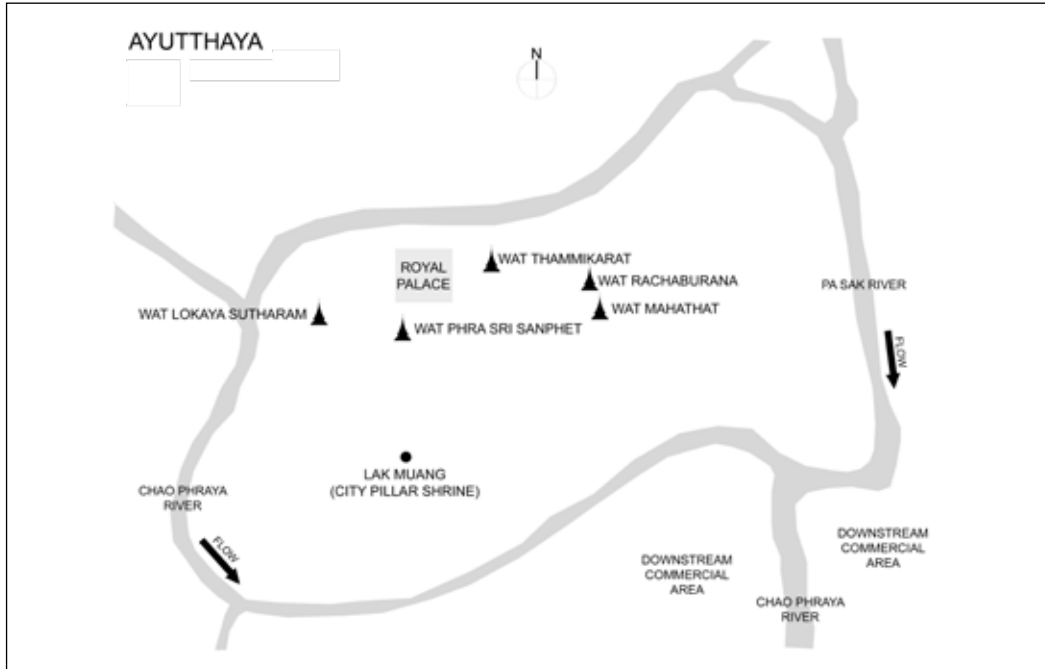 AYUTTHAYA
N
WAT THAMMIKARAT
ROYAL
PALACE
WAT RACHABURANA
PA SAK RIVER
WAT LOKAYA SUTHARAM
WAT MAHATHAT
WAT PHRA SRI SANPHET
FLOW
LAK MUANG
(CITY PILLAR SHRINE)
CHAO PHRAYA
RIVER
FLOW
DOWNSTREAM
COMMERCIAL
AREA
DOWNSTREAM
COMMERCIAL
AREA
CHAO PHRAYA
RIVER